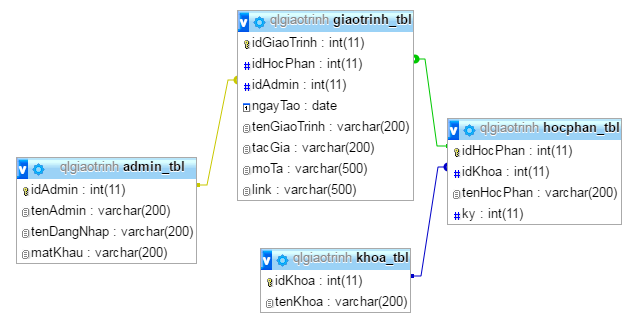 qlgiaotrinh giaotrinh_tbl
idGiaoTrinh : int(11)
idHocPhan : int(11)
idAdmin : int(11)
ngayTao : date
tenGiaoTrinh : varchar(200)
tacGia : varchar(200)
moTa : varchar(500)
link : varchar(500)
qlgiaotrinh hocphan_tbl
idHocPhan : int(11)
idKhoa : int(11)
tenHocPhan : varchar(200)
ky : int(11)
qlgiaotrinh admin_tbl
idAdmin : int(11)
tenAdmin : varchar(200)
tenDangNhap : varchar(200)
matKhau : varchar(200)
qlgiaotrinh khoa_tbl
idKhoa : int(11)
tenKhoa : varchar(200)